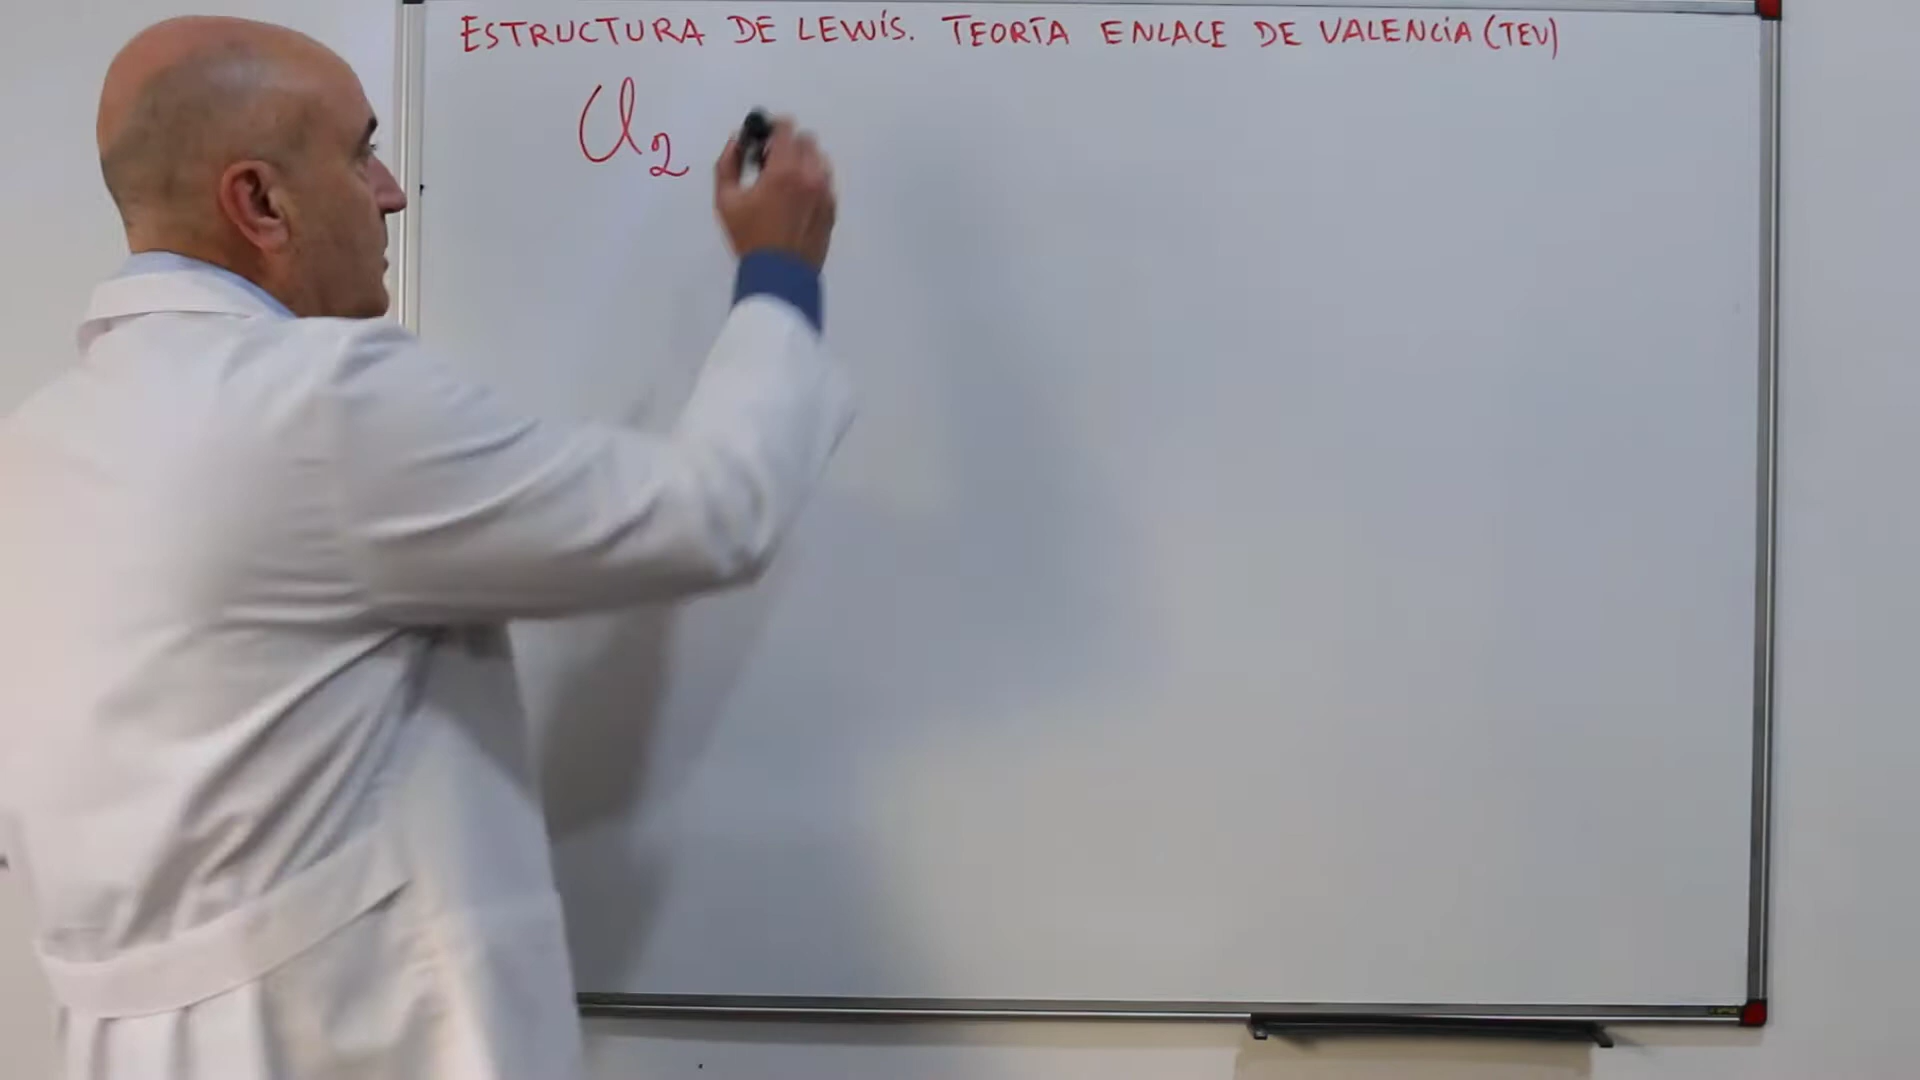 ESTRUCTURA DE LEWIS. TEORÍA ENLACE DE VALENCIA (TEV)
Cl2